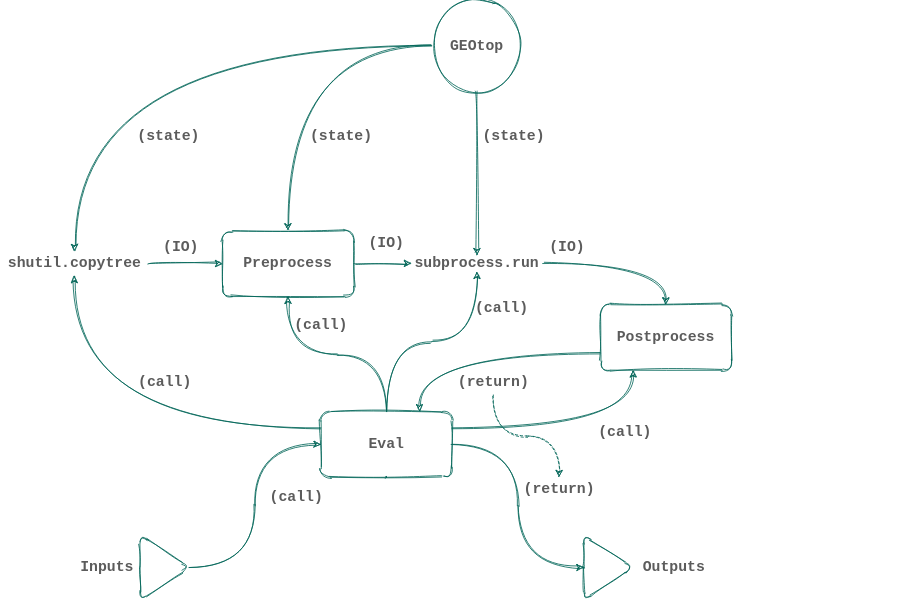 GEOtop
(state)
(state)
(state)
(IO)
(IO)
(IO)
shutil.copytree
Preprocess
subprocess.run
(call)
(call)
Postprocess
(call)
(return)
(call)
Eval
(return)
(call)
Inputs
Outputs